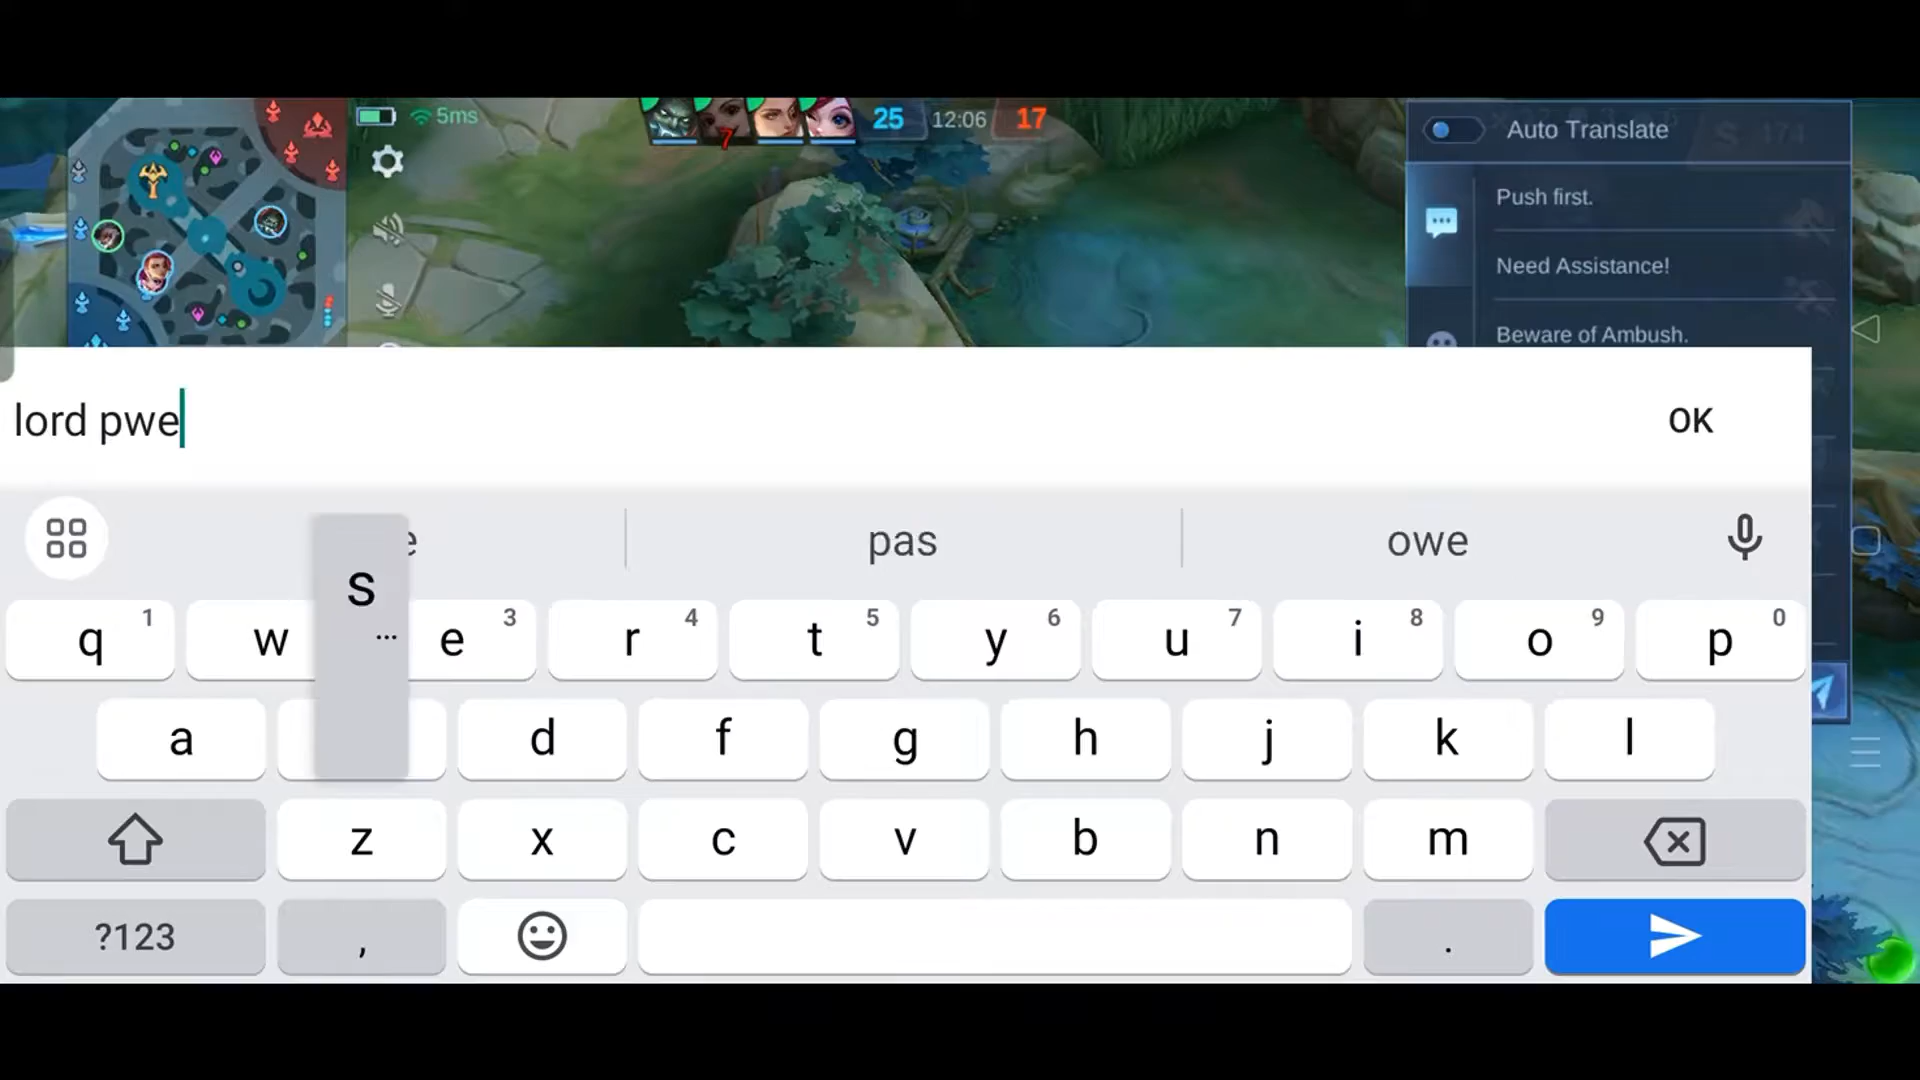 5ms
7
25 12:06 17
Auto Translate
Push first.
Need Assistance!
Beware of Ambush.
lord pwe
OK
e
pas
owe
s
...
q 1 w e 3 r 4 t 5 y 6 u 7 i 8 o 9 p 0
a d f g h j k l
z x c v b n m
?123 , .